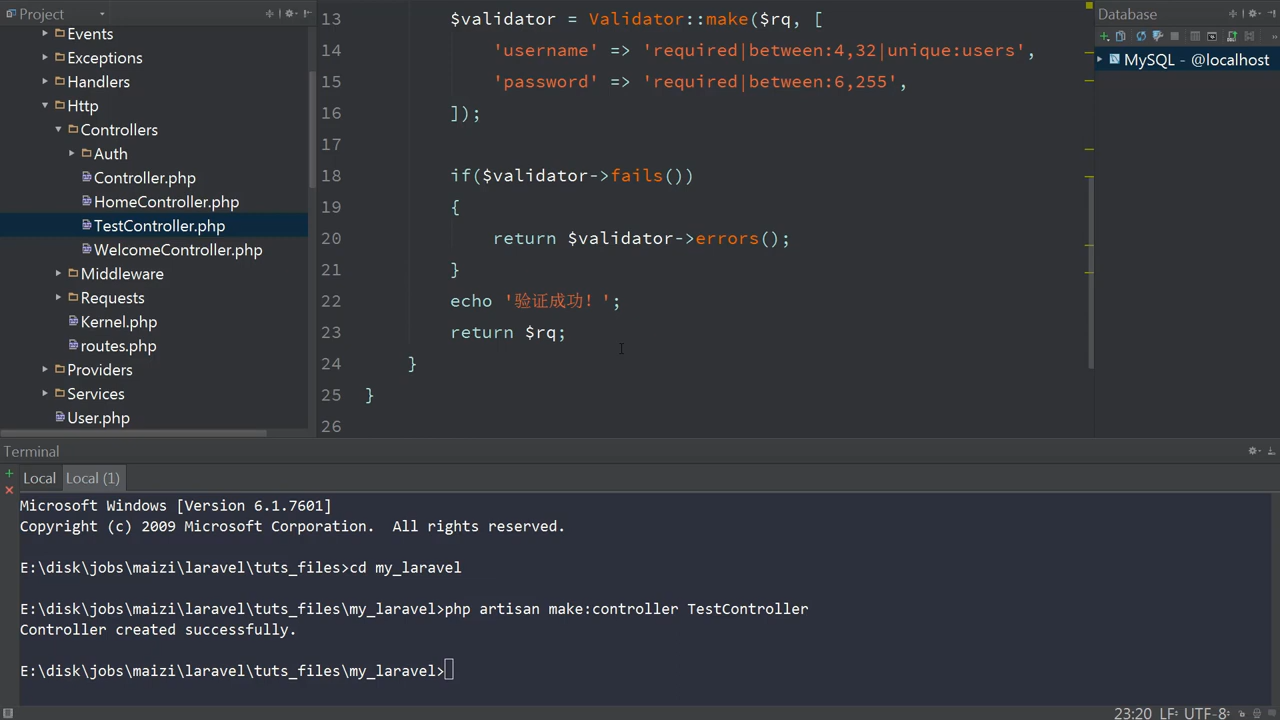 Project
Events
Exceptions
Handlers
Http
Controllers
Auth
Controller.php
HomeController.php
TestController.php
WelcomeController.php
Middleware
Requests
Kernel.php
routes.php
Providers
Services
User.php
13 $validator = Validator::make($rq, [
14 'username' => 'required|between:4,32|unique:users',
15 'password' => 'required|between:6,255',
16 ]);
17
18 if($validator->fails())
19 {
20 return $validator->errors();
21 }
22 echo '验证成功！';
23 return $rq;
24 }
25 }
26
Database
MySQL - @localhost
Terminal
Local Local (1)
Microsoft Windows [Version 6.1.7601]
Copyright (c) 2009 Microsoft Corporation. All rights reserved.
E:\disk\jobs\maizi\laravel\tuts_files>cd my_laravel
E:\disk\jobs\maizi\laravel\tuts_files\my_laravel>php artisan make:controller TestController
Controller created successfully.
E:\disk\jobs\maizi\laravel\tuts_files\my_laravel>
23:20 LF÷ UTF-8÷